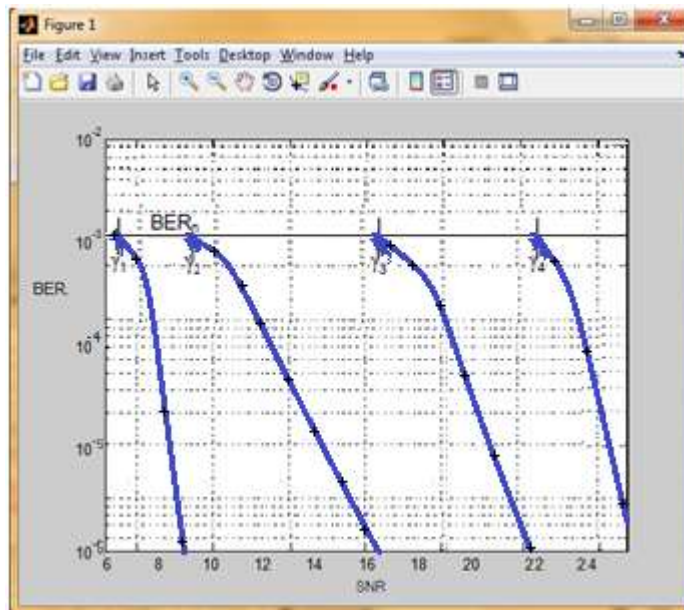 Figure 1
File Edit View Insert Tools Desktop Window Help
10-2
BER
10-3
γ1 γ2 γ3 γ4
BER.
10-4
10-5
10-6
6 8 10 12 14 16 18 20 22 24
SNR